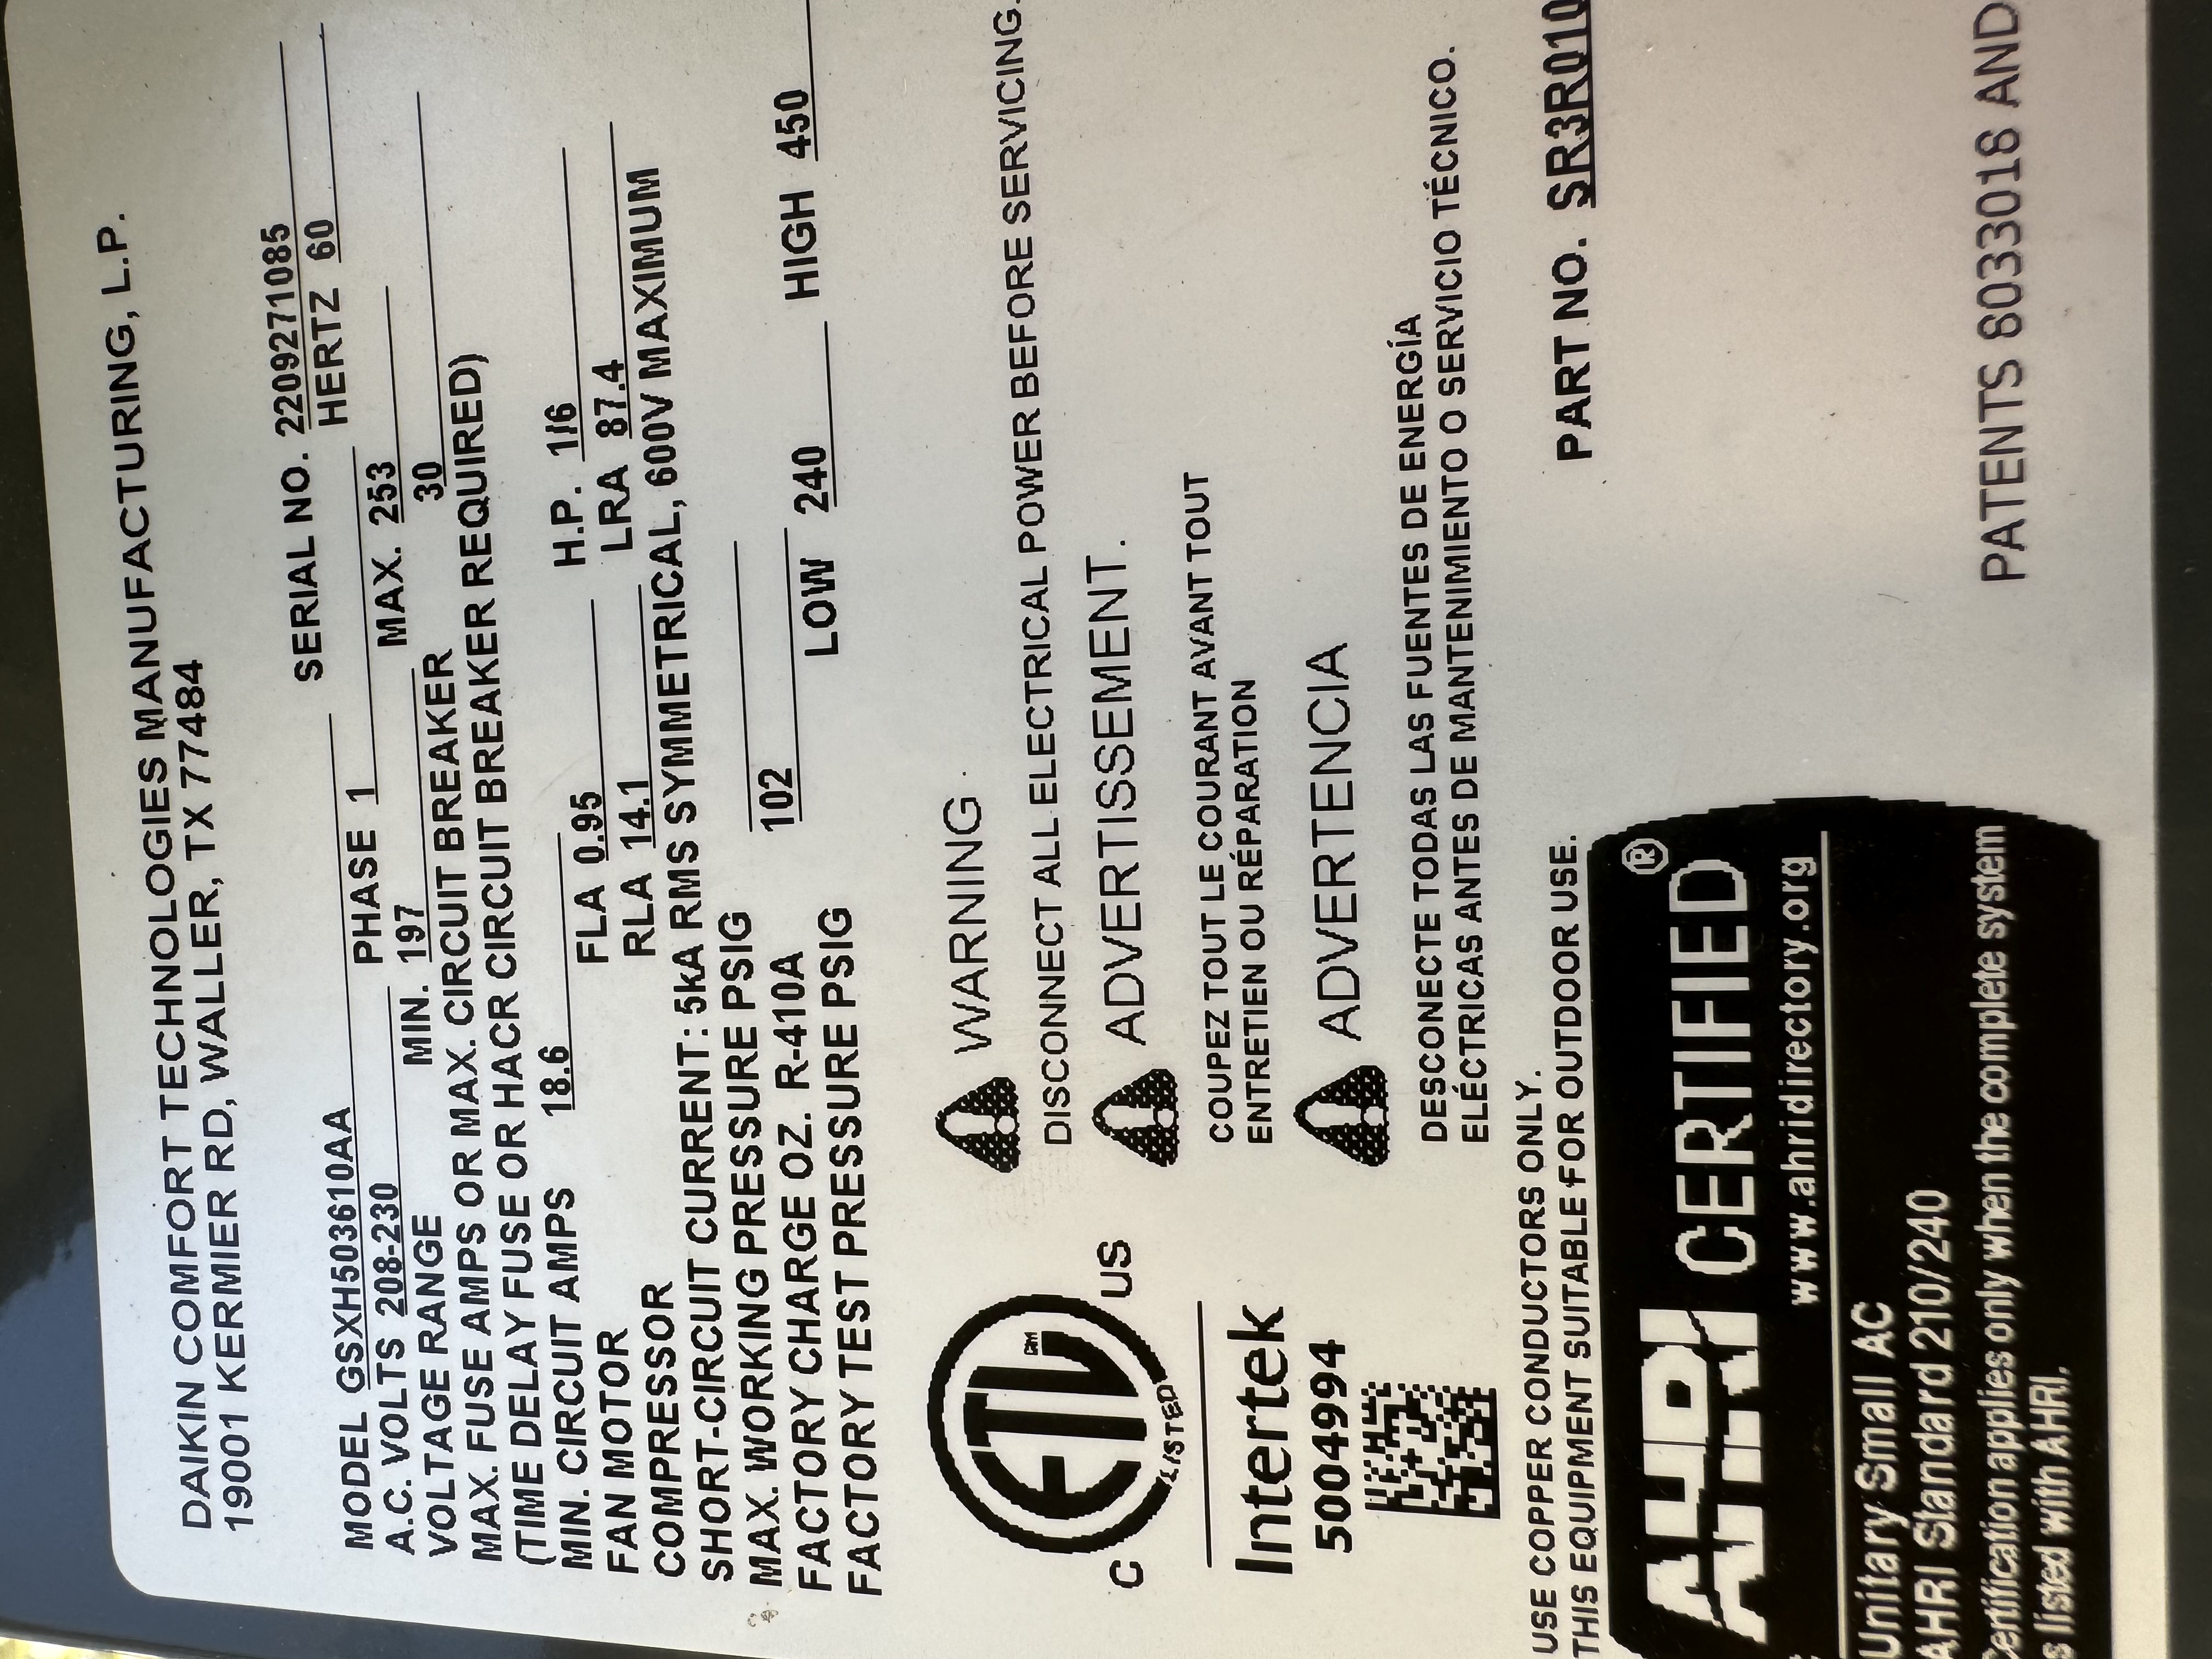 DAIKIN COMFORT TECHNOLOGIES MANUFACTURING, L.P.
19001 KERMIER RD, WALLER, TX 77484
MODEL GSXH503610AA SERIAL NO. 2209271085
A.C. VOLTS 208-230 PHASE 1 HERTZ 60
VOLTAGE RANGE MIN. 197 MAX. 253
MAX. FUSE AMPS OR MAX. CIRCUIT BREAKER 30
(TIME DELAY FUSE OR HACR CIRCUIT BREAKER REQUIRED)
MIN. CIRCUIT AMPS 18.6
FAN MOTOR FLA 0.95 H.P. 1/6
COMPRESSOR RLA 14.1 LRA 87.4
SHORT-CIRCUIT CURRENT: 5kA RMS SYMMETRICAL, 600V MAXIMUM
MAX. WORKING PRESSURE PSIG
FACTORY CHARGE OZ. R-410A 102
FACTORY TEST PRESSURE PSIG LOW 240 HIGH 450
WARNING
DISCONNECT ALL ELECTRICAL POWER BEFORE SERVICING.
ADVERTISSEMENT.
COUPEZ TOUT LE COURANT AVANT TOUT
ENTRETIEN OU RÉPARATION
ADVERTENCIA
DESCONECTE TODAS LAS FUENTES DE ENERGÍA
ELÉCTRICAS ANTES DE MANTENIMIENTO O SERVICIO TÉCNICO.
C ETL US
CM
LISTED
Intertek
5004994
USE COPPER CONDUCTORS ONLY.
THIS EQUIPMENT SUITABLE FOR OUTDOOR USE.
PART NO. SR3R010
AHRI CERTIFIED®
www.ahridirectory.org
Unitary Small AC
AHRI Standard 210/240
Certification applies only when the complete system
is listed with AHRI.
PATENTS 8033018 AND